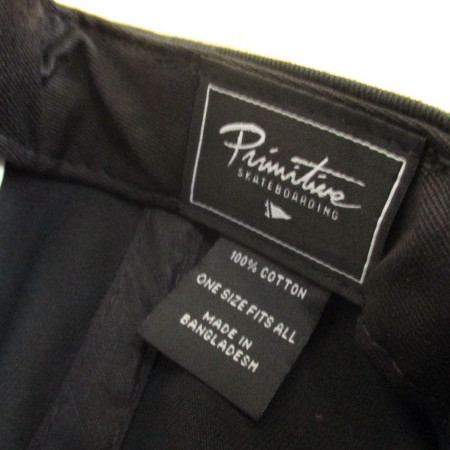 Primitive
SKATEBOARDING
100% COTTON
ONE SIZE FITS ALL
MADE IN
BANGLADESH